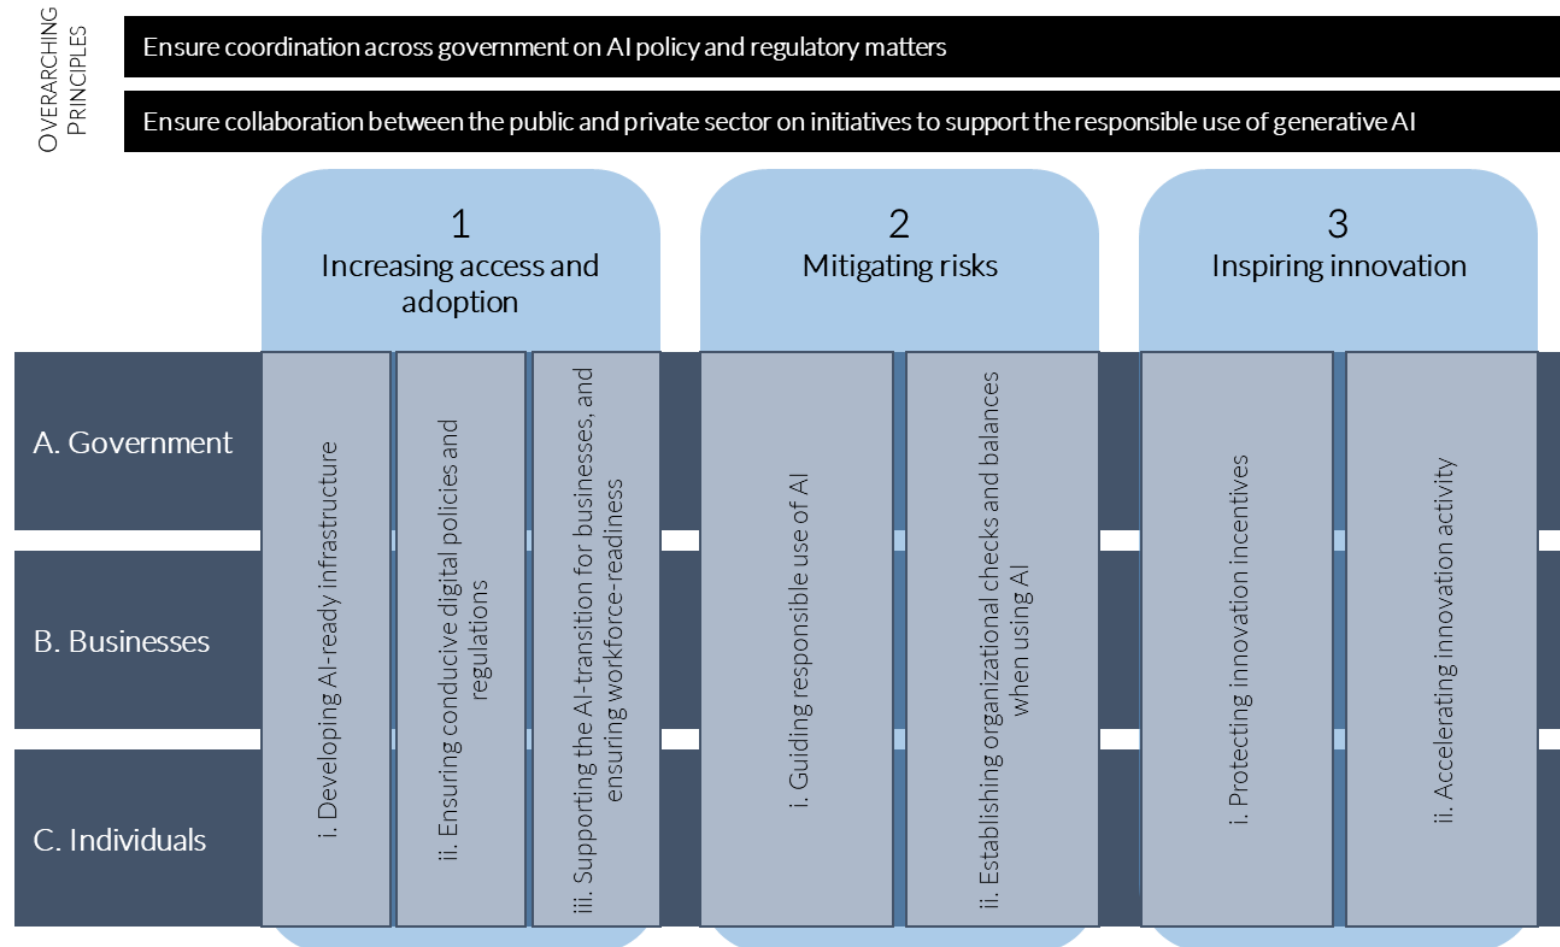 OVERARCHING
PRINCIPLES
Ensure coordination across government on AI policy and regulatory matters
Ensure collaboration between the public and private sector on initiatives to support the responsible use of generative AI
1
Increasing access and
adoption
2
Mitigating risks
3
Inspiring innovation
A. Government
B. Businesses
C. Individuals
i. Developing AI-ready infrastructure
ii. Ensuring conducive digital policies and
regulations
iii. Supporting the AI-transition for businesses, and
ensuring workforce-readiness
i. Guiding responsible use of AI
ii. Establishing organizational checks and balances
when using AI
i. Protecting innovation incentives
ii. Accelerating innovation activity